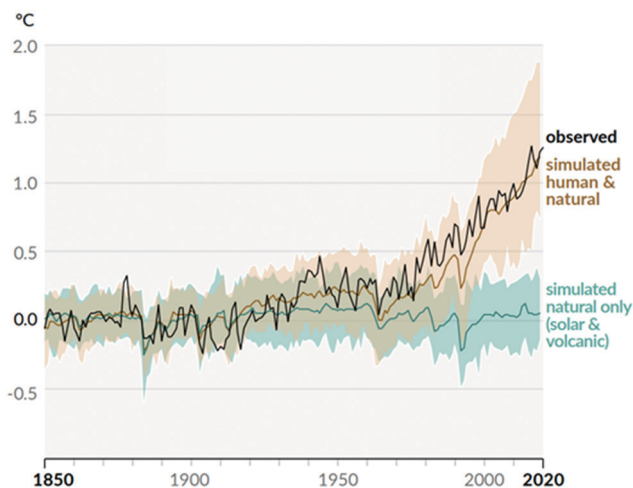 °C
2.0
1.5
1.0
0.5
0.0
-0.5
observed
simulated
human &
natural
simulated
natural only
(solar &
volcanic)
1850 1900 1950 2000 2020